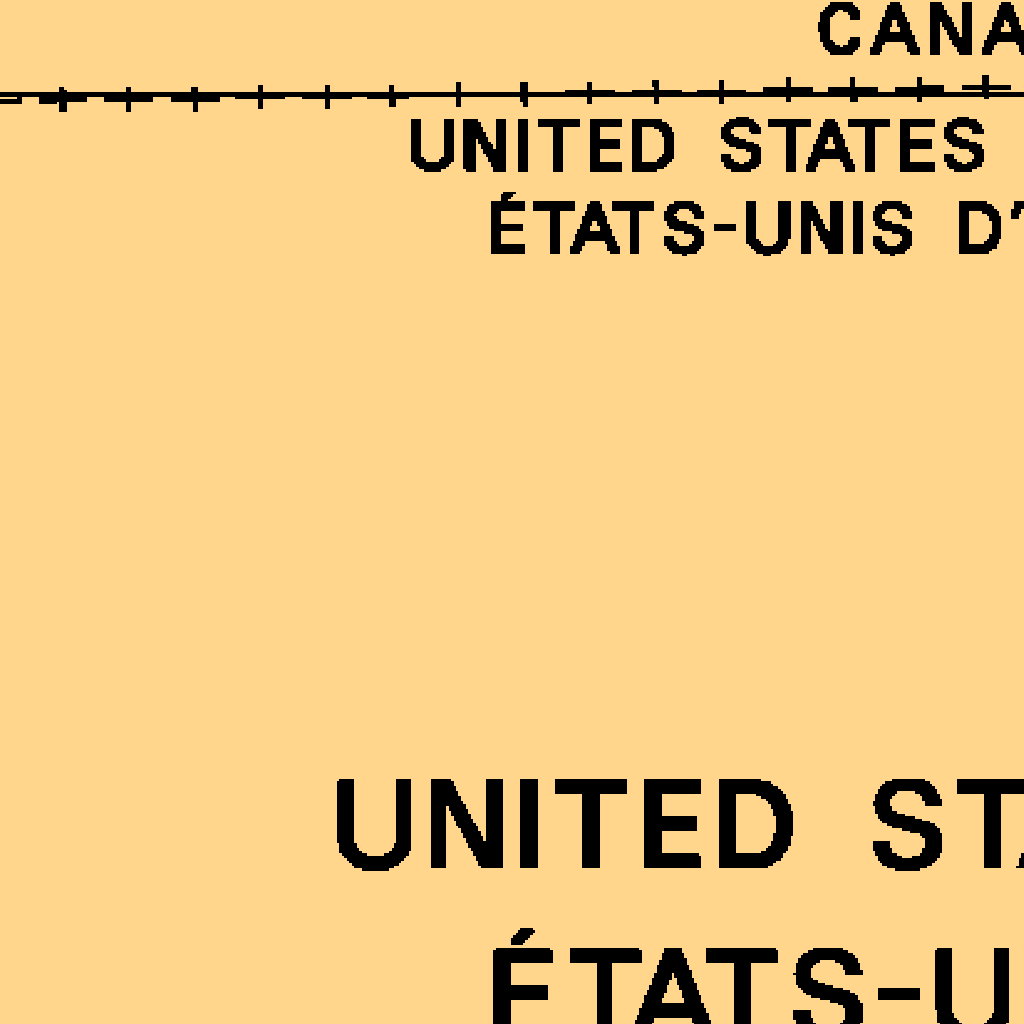 CANA
UNITED STATES
ÉTATS-UNIS D'
UNITED ST
ÉTATS-U